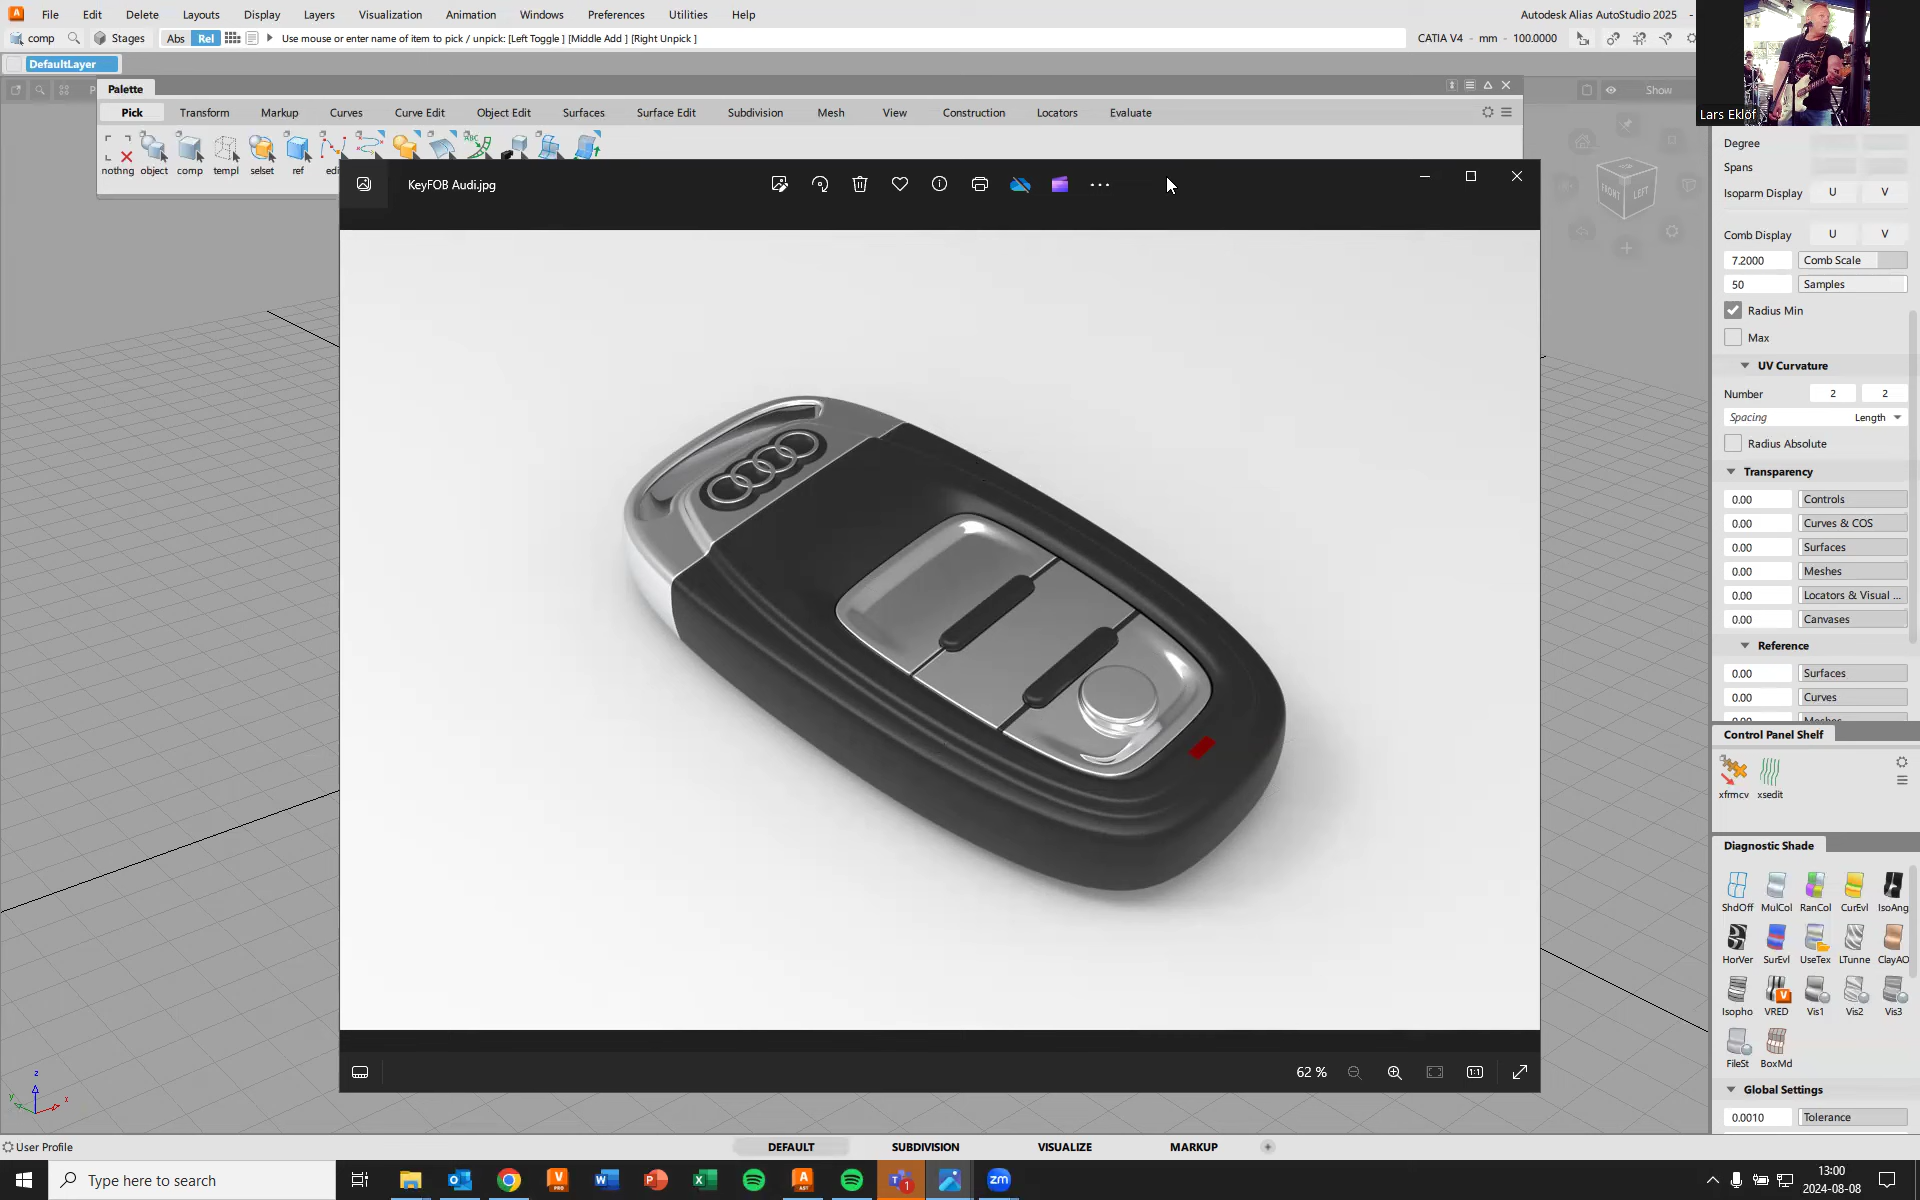 File Edit Delete Layouts Display Layers Visualization Animation Windows Preferences Utilities Help
Autodesk Alias AutoStudio 2025 -
comp Stages Abs Rel Use mouse or enter name of item to pick / unpick: [Left Toggle ] [Middle Add ] [Right Unpick ]
CATIA V4 - mm - 100.0000
DefaultLayer
Palette
Show
Pick Transform Markup Curves Curve Edit Object Edit Surfaces Surface Edit Subdivision Mesh View Construction Locators Evaluate
Lars Eklöf
nothng object comp templ selset ref
KeyFOB Audi.jpg
FRONT LEFT
Degree
Spans
Isoparm Display U V
Comb Display U V
7.2000 Comb Scale
50 Samples
Radius Min
Max
UV Curvature
Number 2 2
Spacing Length
Radius Absolute
Transparency
0.00 Controls
0.00 Curves & COS
0.00 Surfaces
0.00 Meshes
0.00 Locators & Visual ...
0.00 Canvases
Reference
0.00 Surfaces
0.00 Curves
Control Panel Shelf
xfrmcv xsedit
Diagnostic Shade
ShdOff MulCol RanCol CurEvl IsoAng
HorVer SurEvl UseTex LTunne ClayAO
Isopho VRED Vis1 Vis2 Vis3
FileSt BoxMd
Global Settings
0.0010 Tolerance
62 %
1:1
z
y
x
User Profile
DEFAULT SUBDIVISION VISUALIZE MARKUP
Type here to search
zm
13:00
2024-08-08